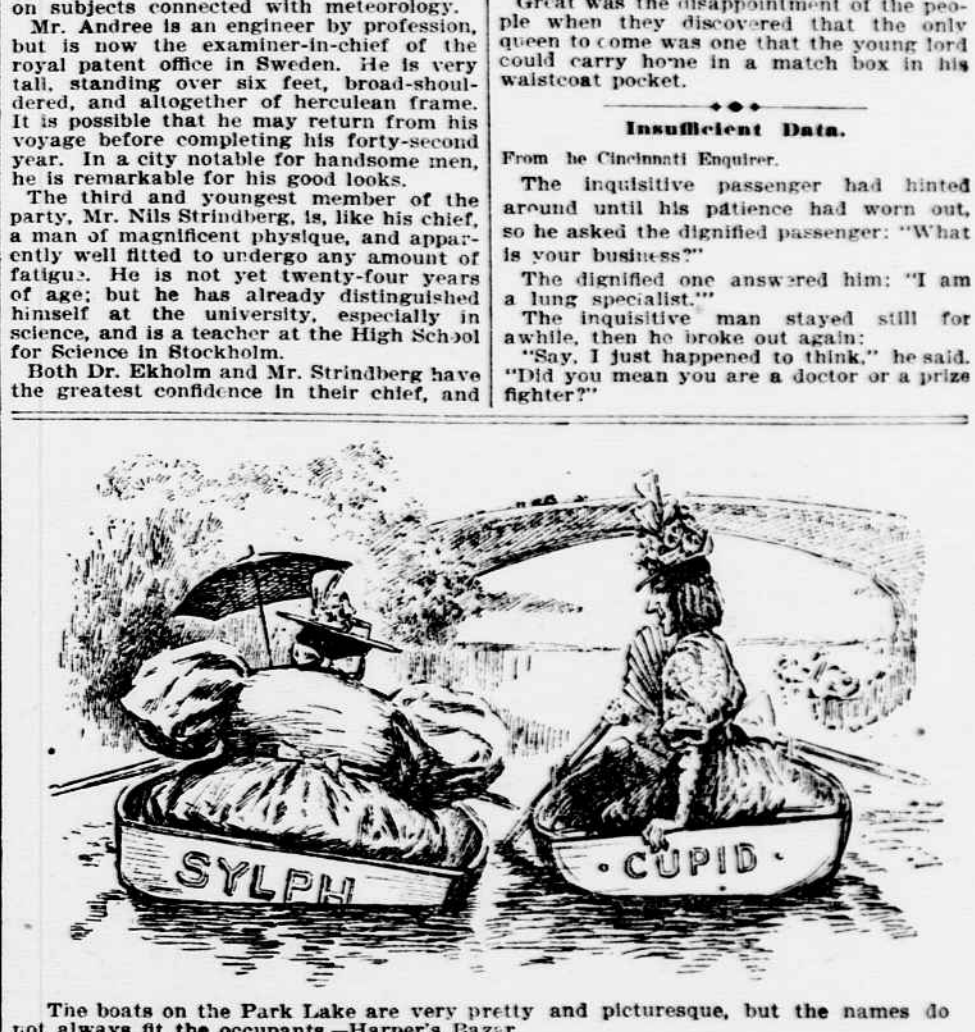 on subjects connected with meteorology.
Mr. Andree is an engineer by profession,
but is now the examiner-in-chief of the
royal patent office in Sweden. He is very
tall, standing over six feet, broad-shoul-
dered, and altogether of herculean frame.
It is possible that he may return from his
voyage before completing his forty-second
year. In a city notable for handsome men,
he is remarkable for his good looks.
The third and youngest member of the
party, Mr. Nils Strindberg, is, like his chief,
a man of magnificent physique, and appar-
ently well fitted to undergo any amount of
fatigue. He is not yet twenty-four years
of age; but he has already distinguished
himself at the university, especially in
science, and is a teacher at the High School
for Science in Stockholm.
Both Dr. Ekholm and Mr. Strindberg have
the greatest confidence in their chief, and
Great was the disappointment of the peo-
ple when they discovered that the only
queen to come was one that the young lord
could carry home in a match box in his
waistcoat pocket.
Insufficient Data.
From he Cincinnati Enquirer.
The inquisitive passenger had hinted
around until his patience had worn out,
so he asked the dignified passenger: "What
is your business?"
The dignified one answered him: "I am
a lung specialist.'"
The inquisitive man stayed still for
awhile, then he broke out again:
"Say, I just happened to think," he said.
"Did you mean you are a doctor or a prize
fighter?"
SYLPH
CUPID
The boats on the Park Lake are very pretty and picturesque, but the names do
not always fit the occupants.—Harper's Bazar.